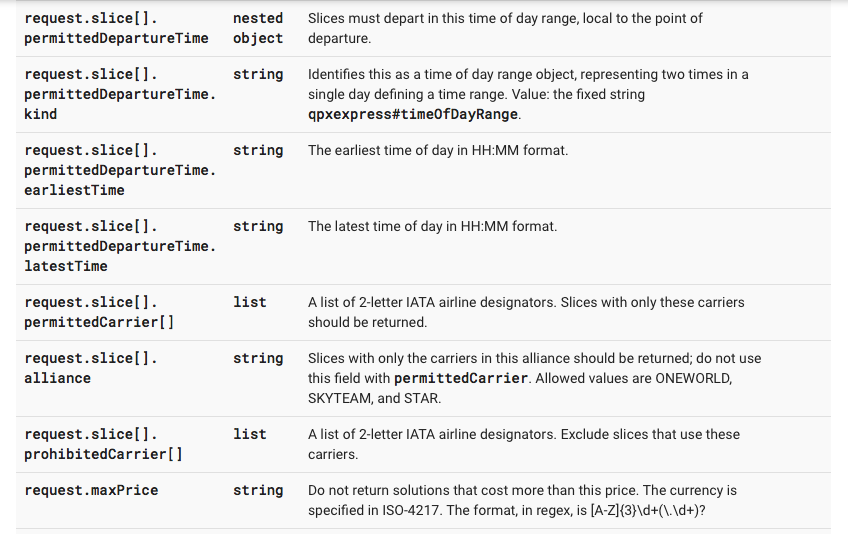 request.slice[]. nested Slices must depart in this time of day range, local to the point of
permittedDepartureTime object departure.
request.slice[]. string Identifies this as a time of day range object, representing two times in a
permittedDepartureTime. single day defining a time range. Value: the fixed string
kind qpxexpress#timeOfDayRange.
request.slice[]. string The earliest time of day in HH:MM format.
permittedDepartureTime.
earliestTime
request.slice[]. string The latest time of day in HH:MM format.
permittedDepartureTime.
latestTime
request.slice[]. list A list of 2-letter IATA airline designators. Slices with only these carriers
permittedCarrier[] should be returned.
request.slice[]. string Slices with only the carriers in this alliance should be returned; do not use
alliance this field with permittedCarrier. Allowed values are ONEWORLD,
SKYTEAM, and STAR.
request.slice[]. list A list of 2-letter IATA airline designators. Exclude slices that use these
prohibitedCarrier[] carriers.
request.maxPrice string Do not return solutions that cost more than this price. The currency is
specified in ISO-4217. The format, in regex, is [A-Z]{3}\d+(\.\d+)?